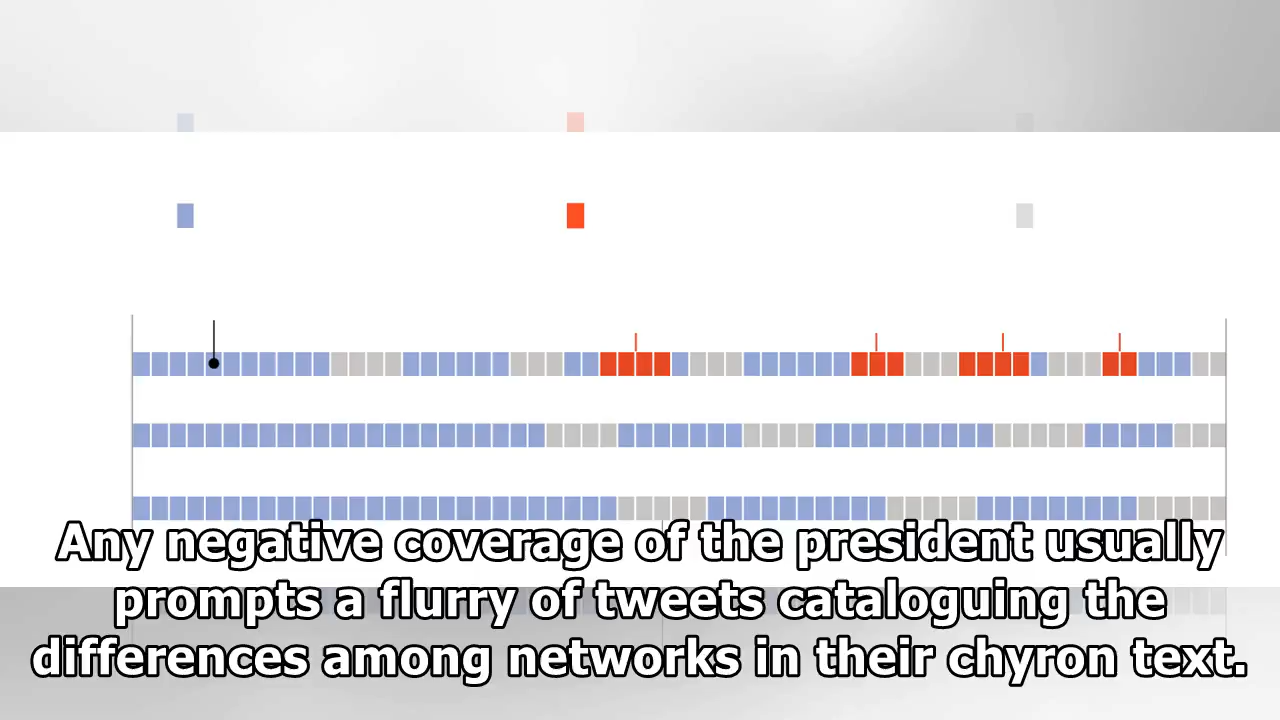 Any negative coverage of the president usually
prompts a flurry of tweets cataloguing the
differences among networks in their chyron text.